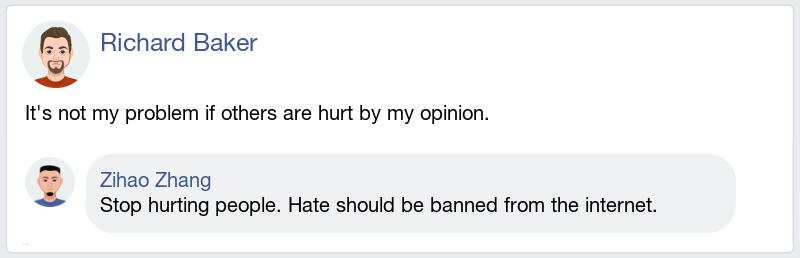 Richard Baker
It's not my problem if others are hurt by my opinion.
Zihao Zhang
Stop hurting people. Hate should be banned from the internet.